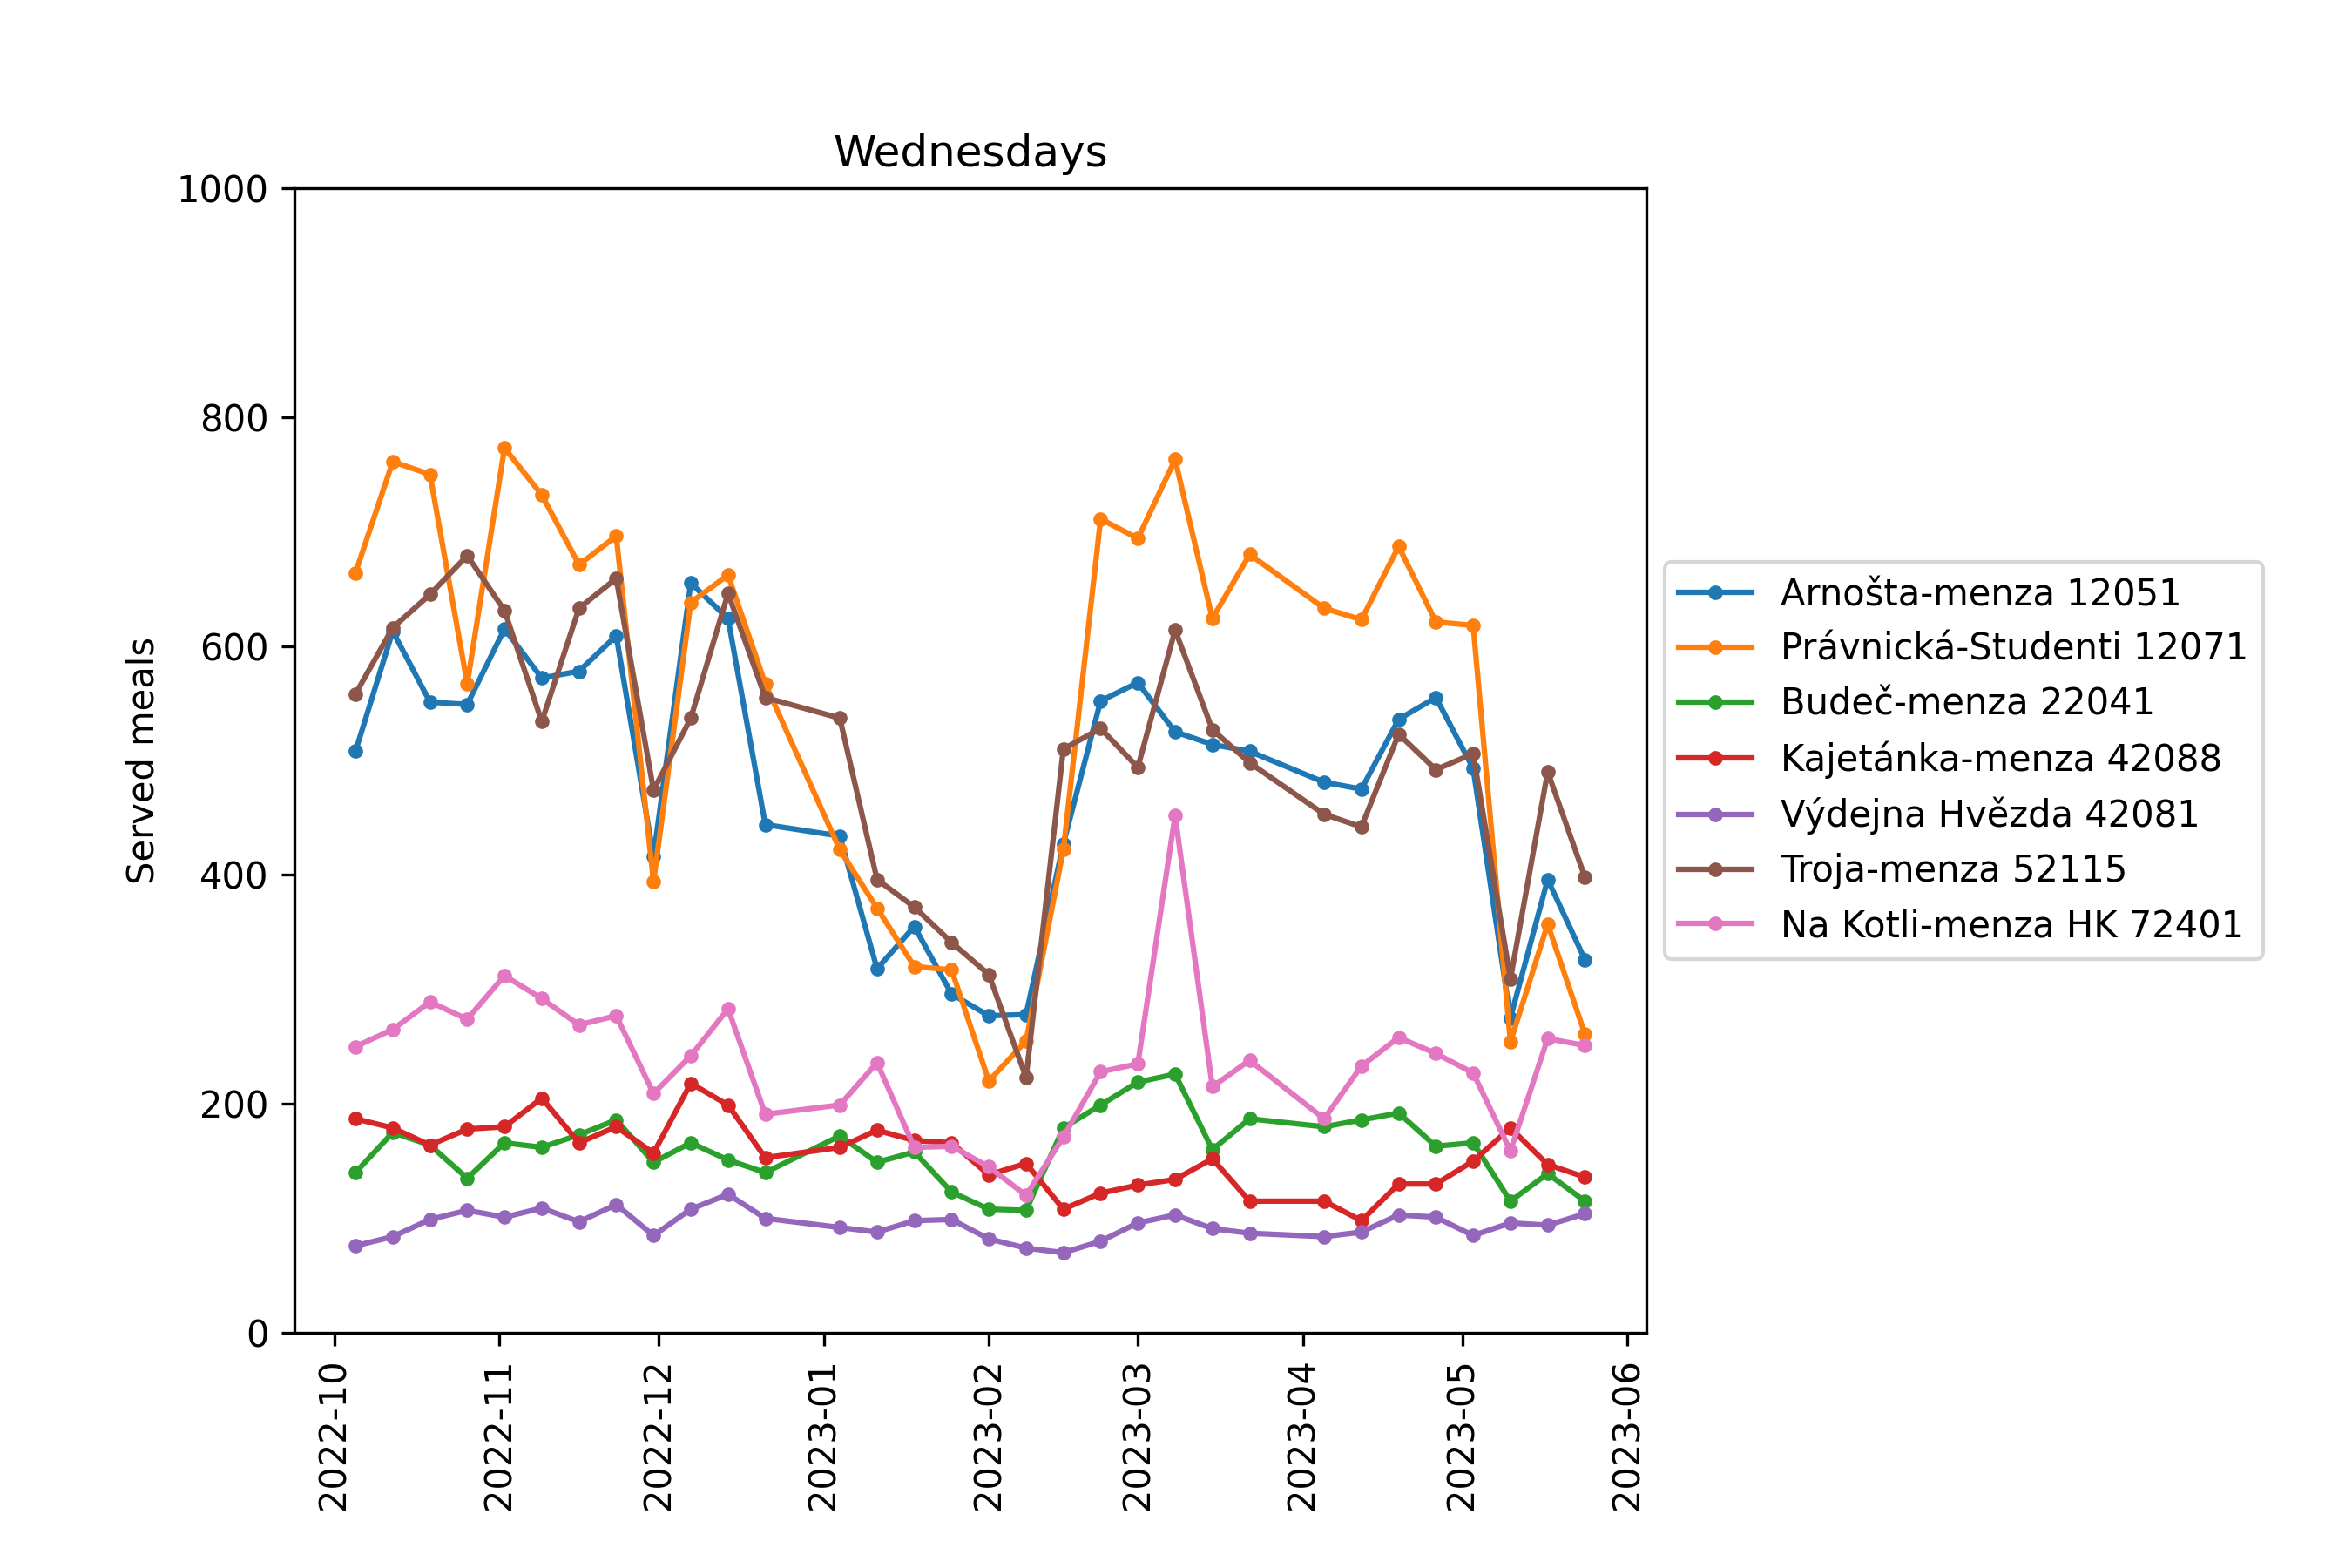 Wednesdays
1000
800
600
400
200
0
Served meals
2022-10
2022-11
2022-12
2023-01
2023-02
2023-03
2023-04
2023-05
2023-06
Arnošta-menza 12051
Právnická-Studenti 12071
Budeč-menza 22041
Kajetánka-menza 42088
Výdejna Hvězda 42081
Troja-menza 52115
Na Kotli-menza HK 72401